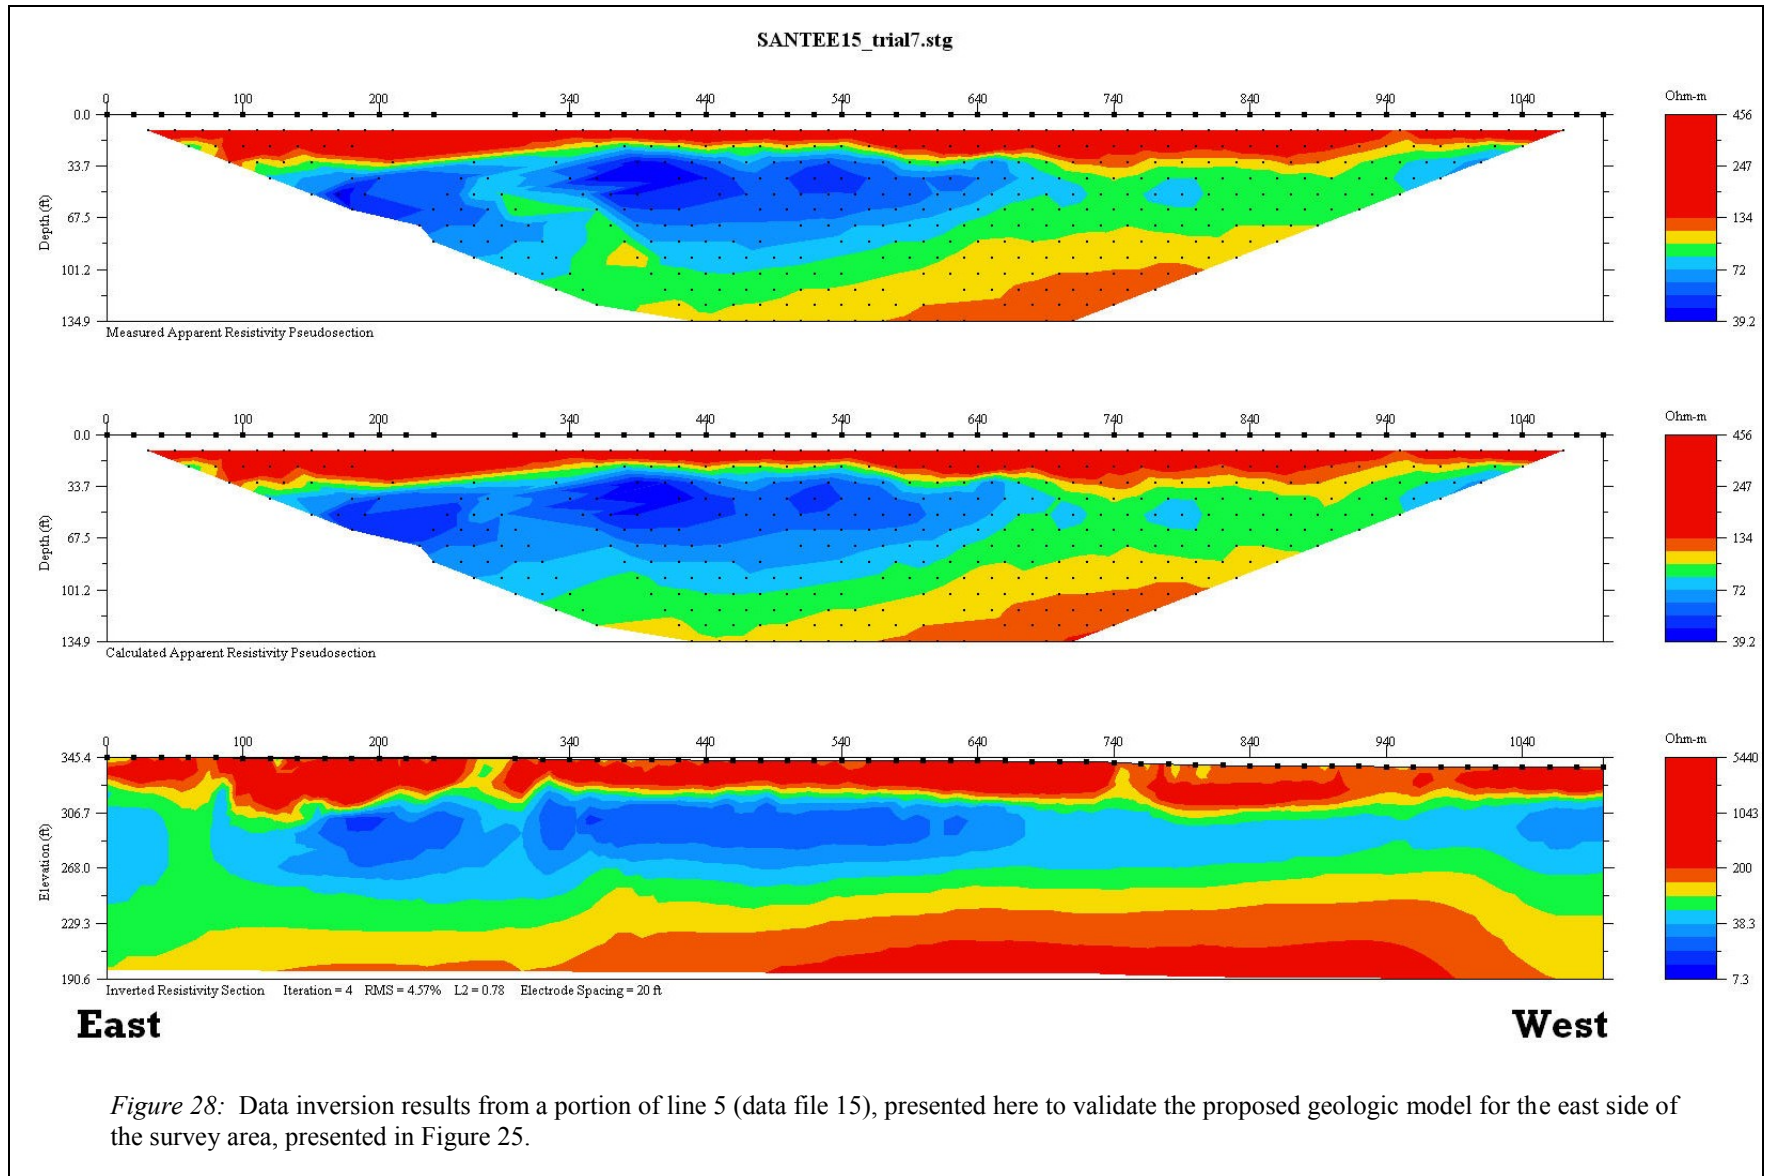 SANTEE15_trial7.stg
0 100 200 340 440 540 640 740 840 940 1040
Ohm-m
0.0
33.7
67.5
101.2
134.9
Depth (ft)
456
247
134
72
39.2
Measured Apparent Resistivity Pseudosection
0 100 200 340 440 540 640 740 840 940 1040
Ohm-m
0.0
33.7
67.5
101.2
134.9
Depth (ft)
456
247
134
72
39.2
Calculated Apparent Resistivity Pseudosection
0 100 200 340 440 540 640 740 840 940 1040
Ohm-m
345.4
306.7
268.0
229.3
190.6
Elevation (ft)
5440
1043
200
38.3
7.3
Inverted Resistivity Section Iteration = 4 RMS = 4.57% L2 = 0.78 Electrode Spacing = 20 ft
East West
Figure 28: Data inversion results from a portion of line 5 (data file 15), presented here to validate the proposed geologic model for the east side of
the survey area, presented in Figure 25.